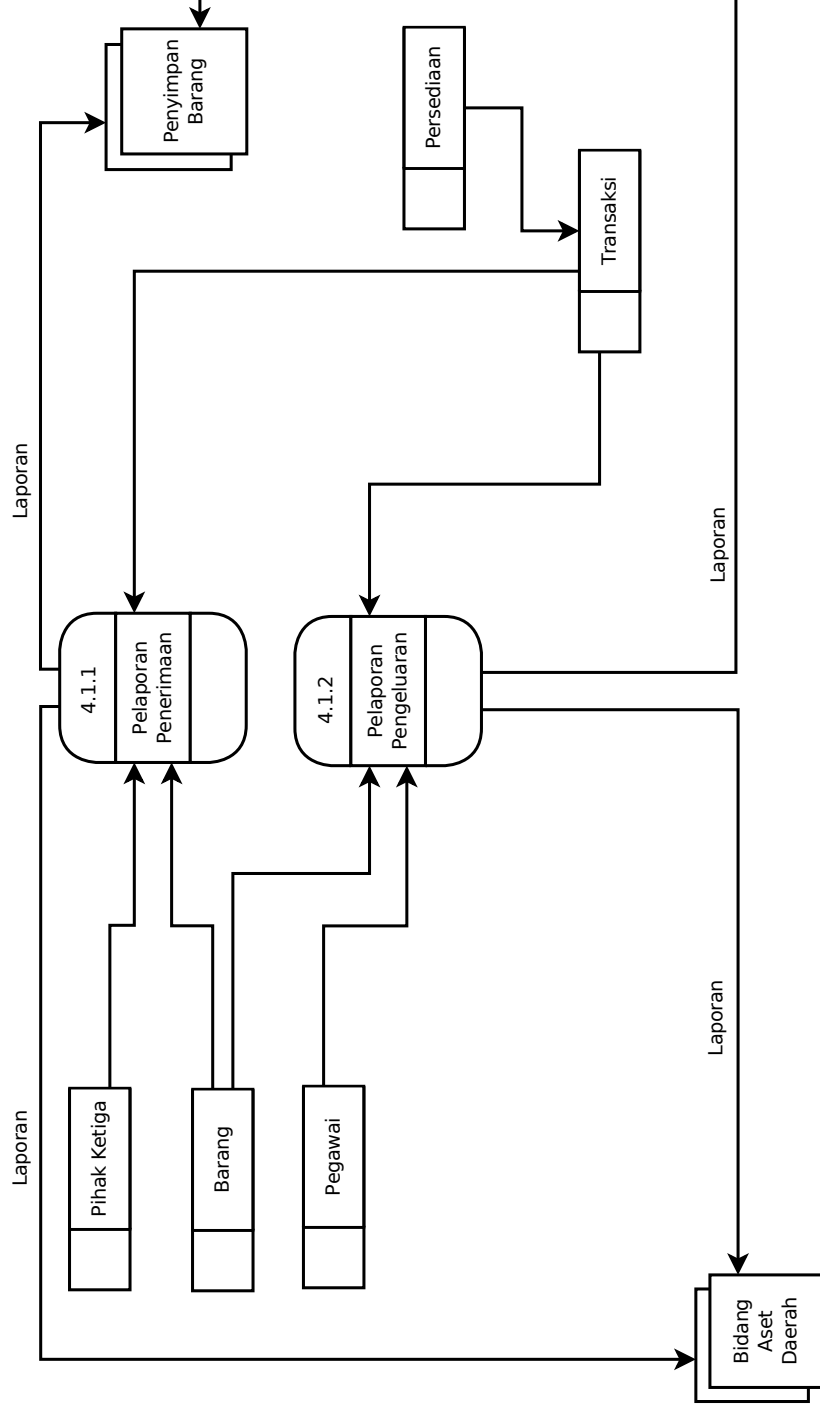 Laporan
Laporan
Pihak Ketiga
4.1.1
Pelaporan
Penerimaan
Penyimpan
Barang
Barang
Pegawai
4.1.2
Pelaporan
Pengeluaran
Persediaan
Transaksi
Laporan
Laporan
Bidang
Aset
Daerah